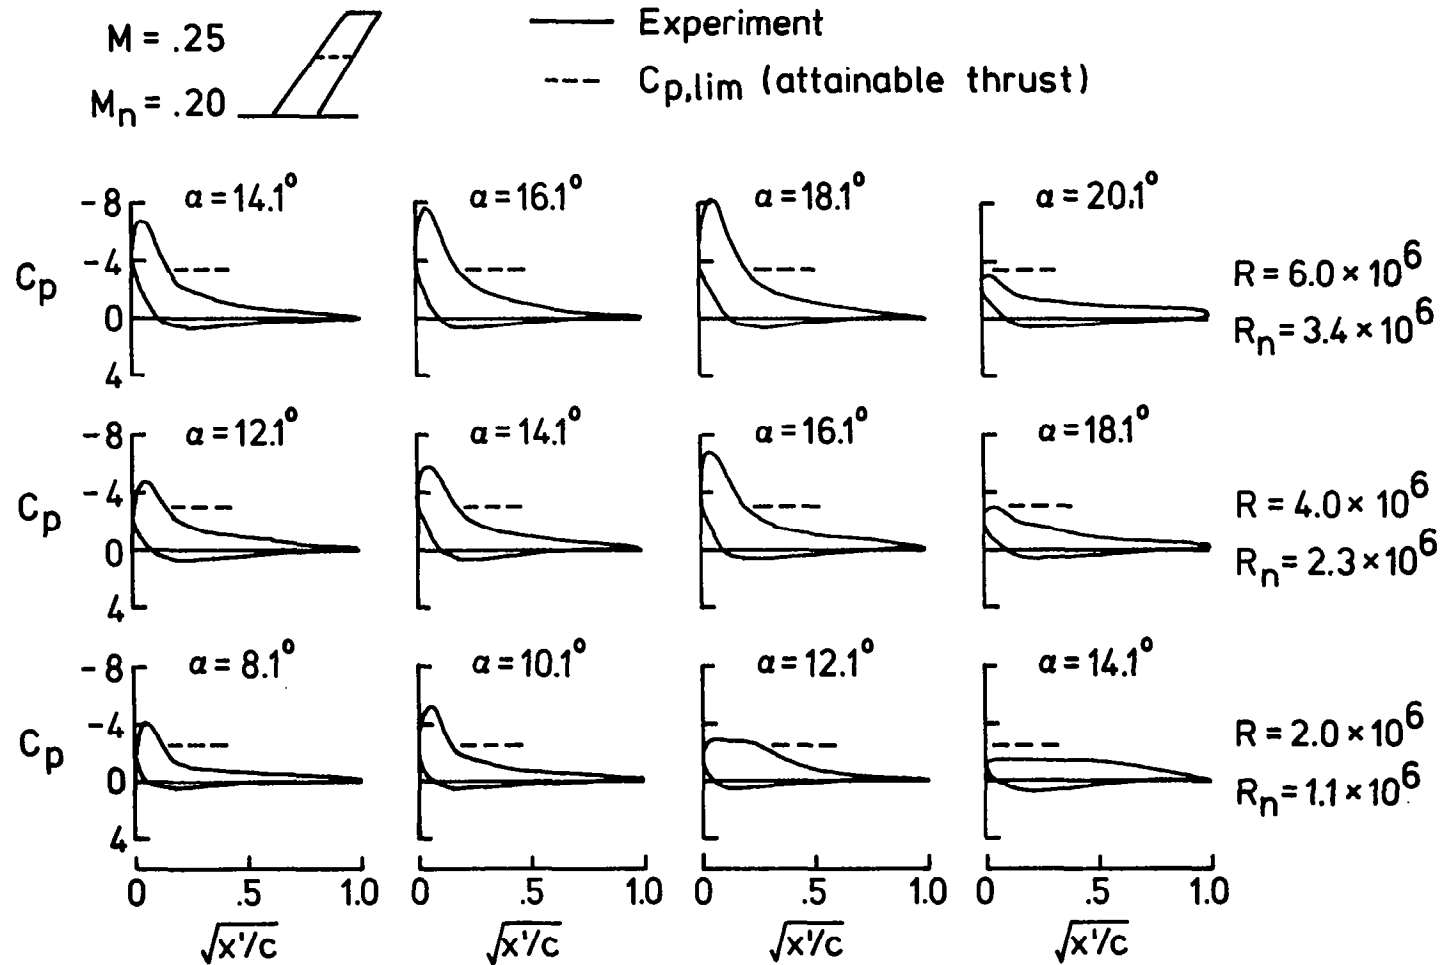 M = .25
Mn = .20
Experiment
Cp,lim (attainable thrust)
α = 14.1° α = 16.1° α = 18.1° α = 20.1°
-8
-4
Cp
0
4
R = 6.0 × 10^6
Rn = 3.4 × 10^6
α = 12.1° α = 14.1° α = 16.1° α = 18.1°
-8
-4
Cp
0
4
R = 4.0 × 10^6
Rn = 2.3 × 10^6
α = 8.1° α = 10.1° α = 12.1° α = 14.1°
-8
-4
Cp
0
4
R = 2.0 × 10^6
Rn = 1.1 × 10^6
0 .5 1.0 0 .5 1.0 0 .5 1.0 0 .5 1.0
√x'/c √x'/c √x'/c √x'/c